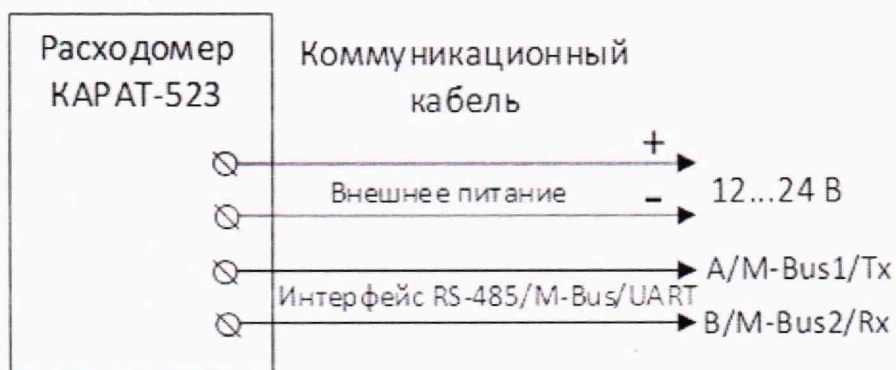 Расходомер
КАРАТ-523
Коммуникационный
кабель
+
Внешнее питание
-
12...24 В
A/M-Bus1/Tx
Интерфейс RS-485/M-Bus/UART
B/M-Bus2/Rx